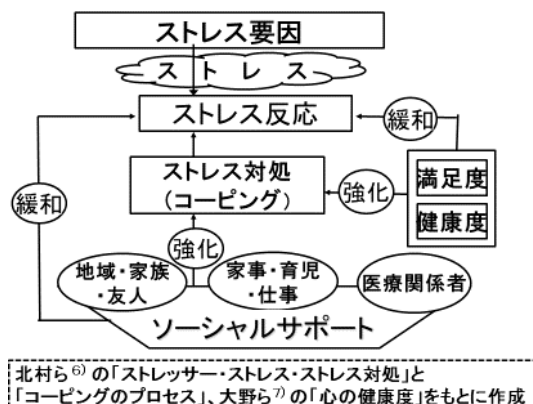 ストレス要因
ストレス
ストレス反応
緩和
ストレス対処
(コーピング)
強化
満足度
健康度
緩和
強化
地域・家族
・友人
家事・育児
・仕事
医療関係者
ソーシャルサポート
北村ら6)の「ストレッサー・ストレス・ストレス対処」と
「コーピングのプロセス」、大野ら7)の「心の健康度」をもとに作成